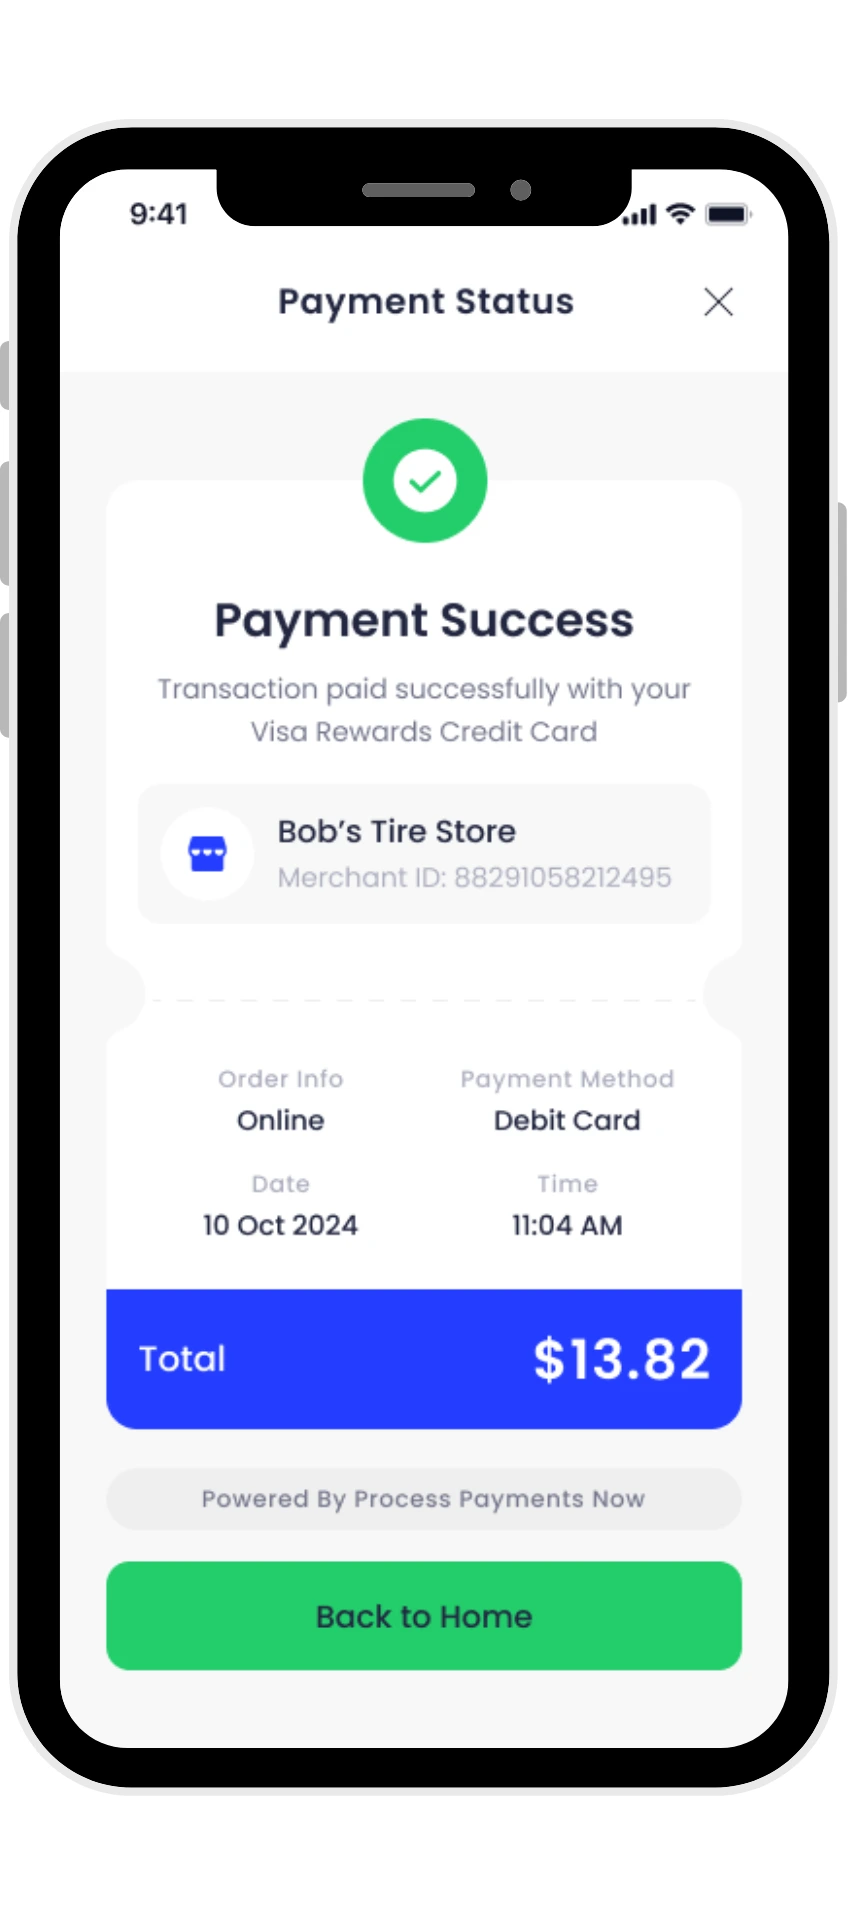 9:41
Payment Status
Payment Success
Transaction paid successfully with your
Visa Rewards Credit Card
Bob’s Tire Store
Merchant ID: 88291058212495
Order Info
Online
Payment Method
Debit Card
Date
10 Oct 2024
Time
11:04 AM
Total
$13.82
Powered By Process Payments Now
Back to Home